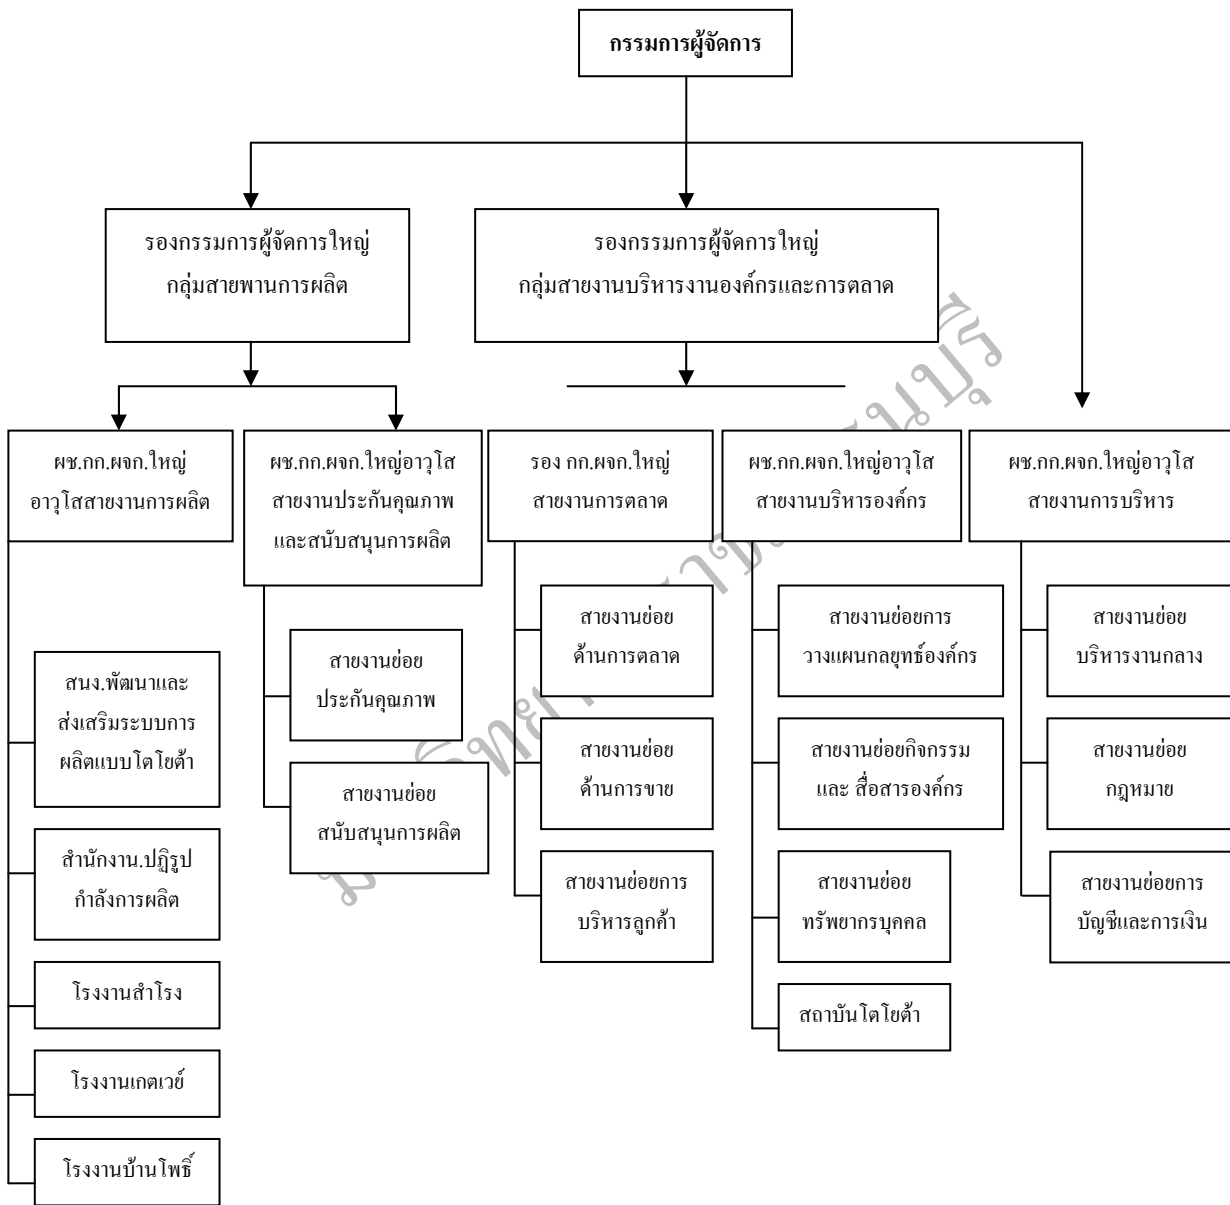 กรรมการผู้จัดการ
รองกรรมการผู้จัดการใหญ่
กลุ่มสายพานการผลิต
รองกรรมการผู้จัดการใหญ่
กลุ่มสายงานบริหารงานองค์กรและการตลาด
ผช.กก.ผจก.ใหญ่
อาวุโสสายงานการผลิต
ผช.กก.ผจก.ใหญ่อาวุโส
สายงานประกันคุณภาพ
และสนับสนุนการผลิต
รอง กก.ผจก.ใหญ่
สายงานการตลาด
ผช.กก.ผจก.ใหญ่อาวุโส
สายงานบริหารองค์กร
ผช.กก.ผจก.ใหญ่อาวุโส
สายงานการบริหาร
สนง.พัฒนาและ
ส่งเสริมระบบการ
ผลิตแบบโตโยต้า
สำนักงาน.ปฏิรูป
กำลังการผลิต
โรงงานสำโรง
โรงงานเกตเวย์
โรงงานบ้านโพธิ์
สายงานย่อย
ประกันคุณภาพ
สายงานย่อย
สนับสนุนการผลิต
สายงานย่อย
ด้านการตลาด
สายงานย่อย
ด้านการขาย
สายงานย่อยการ
บริหารลูกค้า
สายงานย่อยการ
วางแผนกลยุทธ์องค์กร
สายงานย่อยกิจกรรม
และ สื่อสารองค์กร
สายงานย่อย
ทรัพยากรบุคคล
สถาบันโตโยต้า
สายงานย่อย
บริหารงานกลาง
สายงานย่อย
กฎหมาย
สายงานย่อยการ
บัญชีและการเงิน